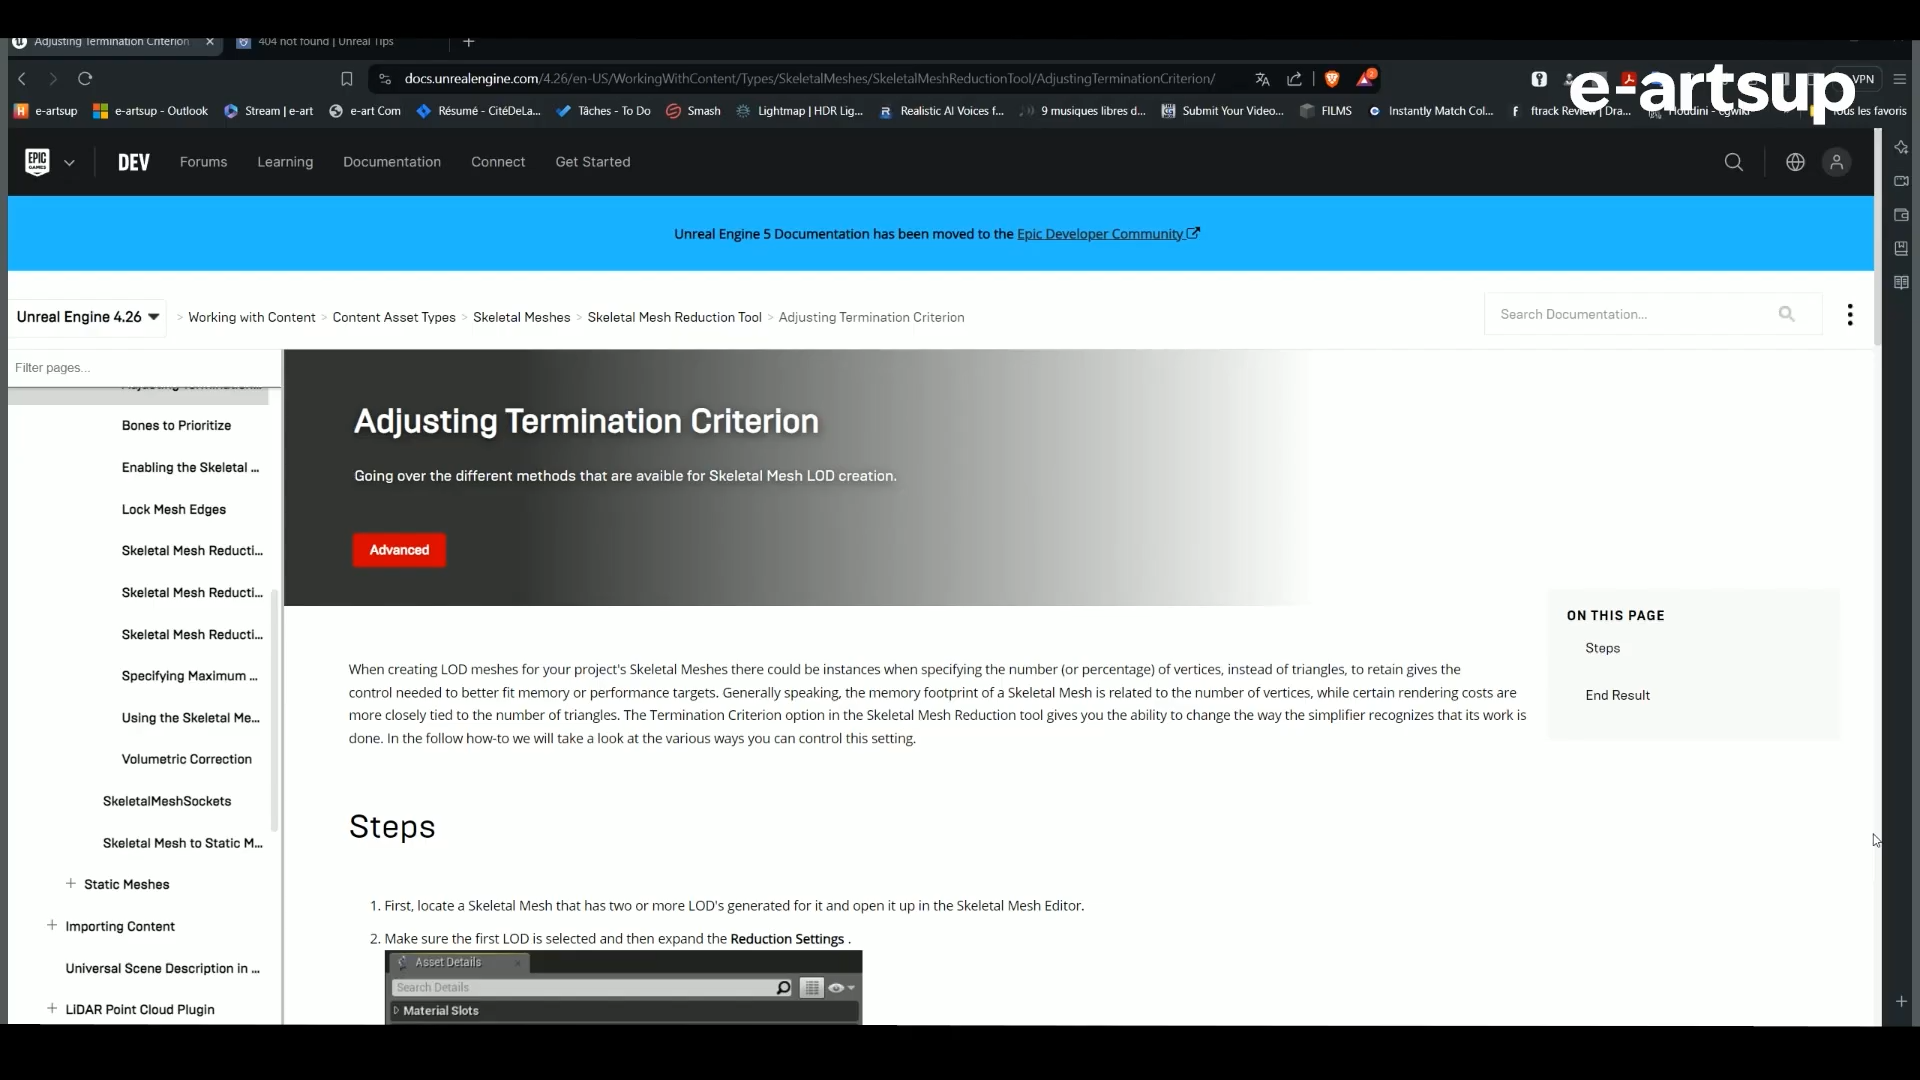 Adjusting Termination Criterion
404 not found | Unreal Tips
docs.unrealengine.com/4.26/en-US/WorkingWithContent/Types/SkeletalMeshes/SkeletalMeshReductionTool/AdjustingTerminationCriterion/
2
VPN
e-artsup
e-artsup
e-artsup - Outlook
Stream | e-art
e-art Com
Résumé - CitéDeLa...
Tâches - To Do
Smash
Lightmap | HDR Lig...
Realistic AI Voices f...
9 musiques libres d...
Submit Your Video...
FILMS
Instantly Match Col...
ftrack Review | Dra...
Houdini - cgwiki
Tous les favoris
EPIC GAMES
DEV
Forums
Learning
Documentation
Connect
Get Started
Unreal Engine 5 Documentation has been moved to the Epic Developer Community
Unreal Engine 4.26
> Working with Content > Content Asset Types > Skeletal Meshes > Skeletal Mesh Reduction Tool > Adjusting Termination Criterion
Search Documentation...
Filter pages...
Adjusting Termination...
Bones to Prioritize
Enabling the Skeletal ...
Lock Mesh Edges
Skeletal Mesh Reducti...
Skeletal Mesh Reducti...
Skeletal Mesh Reducti...
Specifying Maximum ...
Using the Skeletal Me...
Volumetric Correction
SkeletalMeshSockets
Skeletal Mesh to Static M...
Static Meshes
Importing Content
Universal Scene Description in ...
LiDAR Point Cloud Plugin
Adjusting Termination Criterion
Going over the different methods that are avaible for Skeletal Mesh LOD creation.
Advanced
ON THIS PAGE
Steps
End Result
When creating LOD meshes for your project's Skeletal Meshes there could be instances when specifying the number (or percentage) of vertices, instead of triangles, to retain gives the
control needed to better fit memory or performance targets. Generally speaking, the memory footprint of a Skeletal Mesh is related to the number of vertices, while certain rendering costs are
more closely tied to the number of triangles. The Termination Criterion option in the Skeletal Mesh Reduction tool gives you the ability to change the way the simplifier recognizes that its work is
done. In the follow how-to we will take a look at the various ways you can control this setting.
Steps
1. First, locate a Skeletal Mesh that has two or more LOD's generated for it and open it up in the Skeletal Mesh Editor.
2. Make sure the first LOD is selected and then expand the Reduction Settings .
Asset Details
Search Details
Material Slots